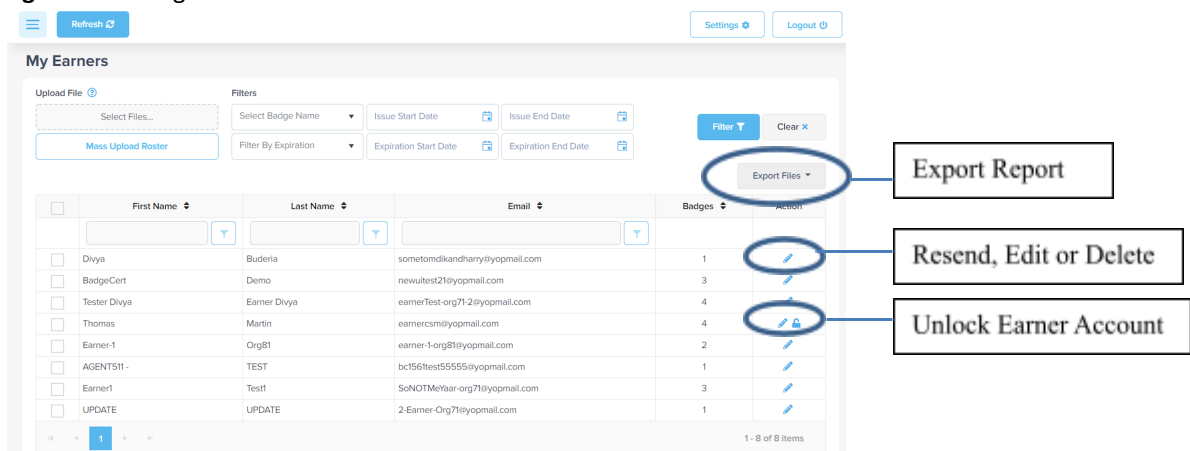 Refresh
Settings
Logout
My Earners
Upload File
Filters
Select Files...
Select Badge Name
Issue Start Date
Issue End Date
Filter
Clear ×
Mass Upload Roster
Filter By Expiration
Expiration Start Date
Expiration End Date
Export Files
Export Report
First Name
Last Name
Email
Badges
Action
Divya Buderia sometomdikandharry@yopmail.com 1
Resend, Edit or Delete
BadgeCert Demo newuitest21@yopmail.com 3
Tester Divya Earner Divya earnerTest-org71-2@yopmail.com 4
Thomas Martin earnercsm@yopmail.com 4
Unlock Earner Account
Earner-1 Org81 earner-1-org81@yopmail.com 2
AGENT511 - TEST bc1561test55555@yopmail.com 1
Earner1 Test1 SoNOTMeYaar-org71@yopmail.com 3
UPDATE UPDATE 2-Earner-Org71@yopmail.com 1
1
1 - 8 of 8 items